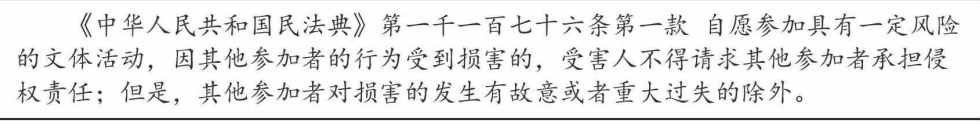 《中华人民共和国民法典》第一千一百七十六条第一款 自愿参加具有一定风险
的文体活动，因其他参加者的行为受到损害的，受害人不得请求其他参加者承担侵
权责任；但是，其他参加者对损害的发生有故意或者重大过失的除外。